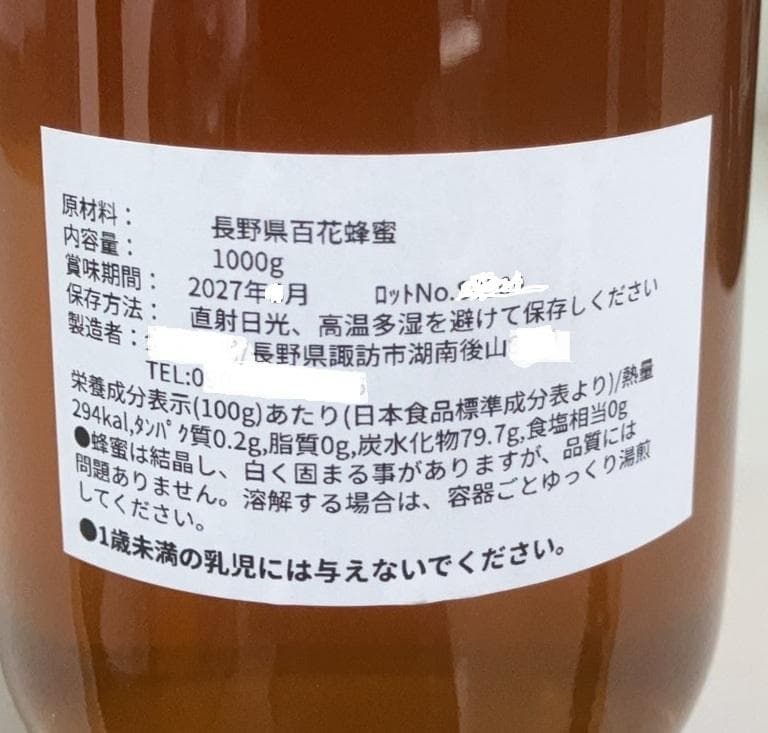 原材料： 長野県百花蜂蜜
内容量： 1000g
賞味期間： 2027年 月 ﾛｯﾄNo.
保存方法： 直射日光、高温多湿を避けて保存しください
製造者： /長野県諏訪市湖南後山
TEL:0
栄養成分表示(100g)あたり(日本食品標準成分表より)/熱量
294kal,ﾀﾝﾊﾟｸ質0.2g,脂質0g,炭水化物79.7g,食塩相当0g
●蜂蜜は結晶し、白く固まる事がありますが、品質には
問題ありません。溶解する場合は、容器ごとゆっくり湯煎
してください。
●1歳未満の乳児には与えないでください。